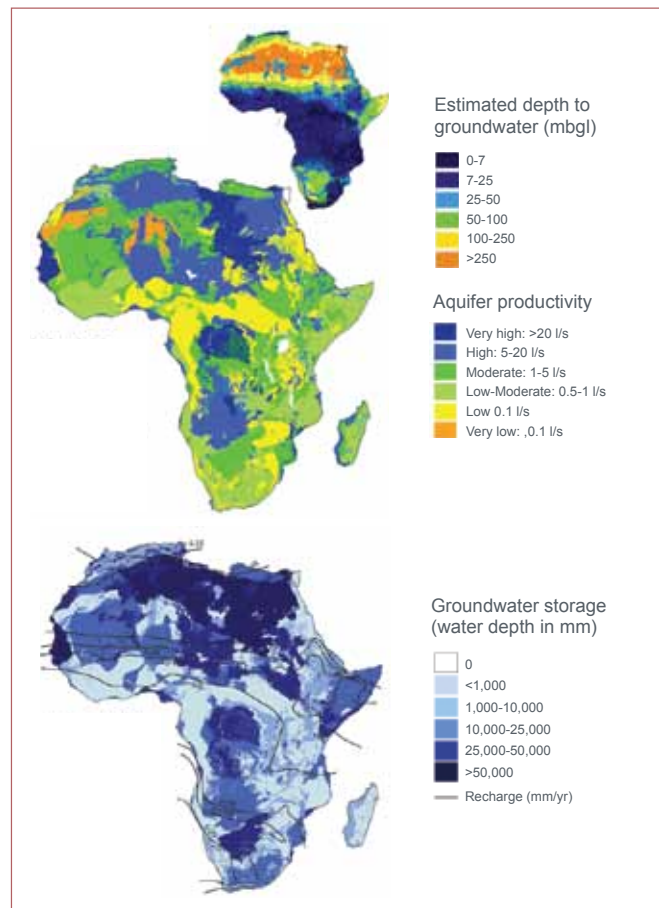 Estimated depth to
groundwater (mbgl)
0-7
7-25
25-50
50-100
100-250
>250
Aquifer productivity
Very high: >20 l/s
High: 5-20 l/s
Moderate: 1-5 l/s
Low-Moderate: 0.5-1 l/s
Low 0.1 l/s
Very low: ,0.1 l/s
Groundwater storage
(water depth in mm)
0
<1,000
1,000-10,000
10,000-25,000
25,000-50,000
>50,000
Recharge (mm/yr)